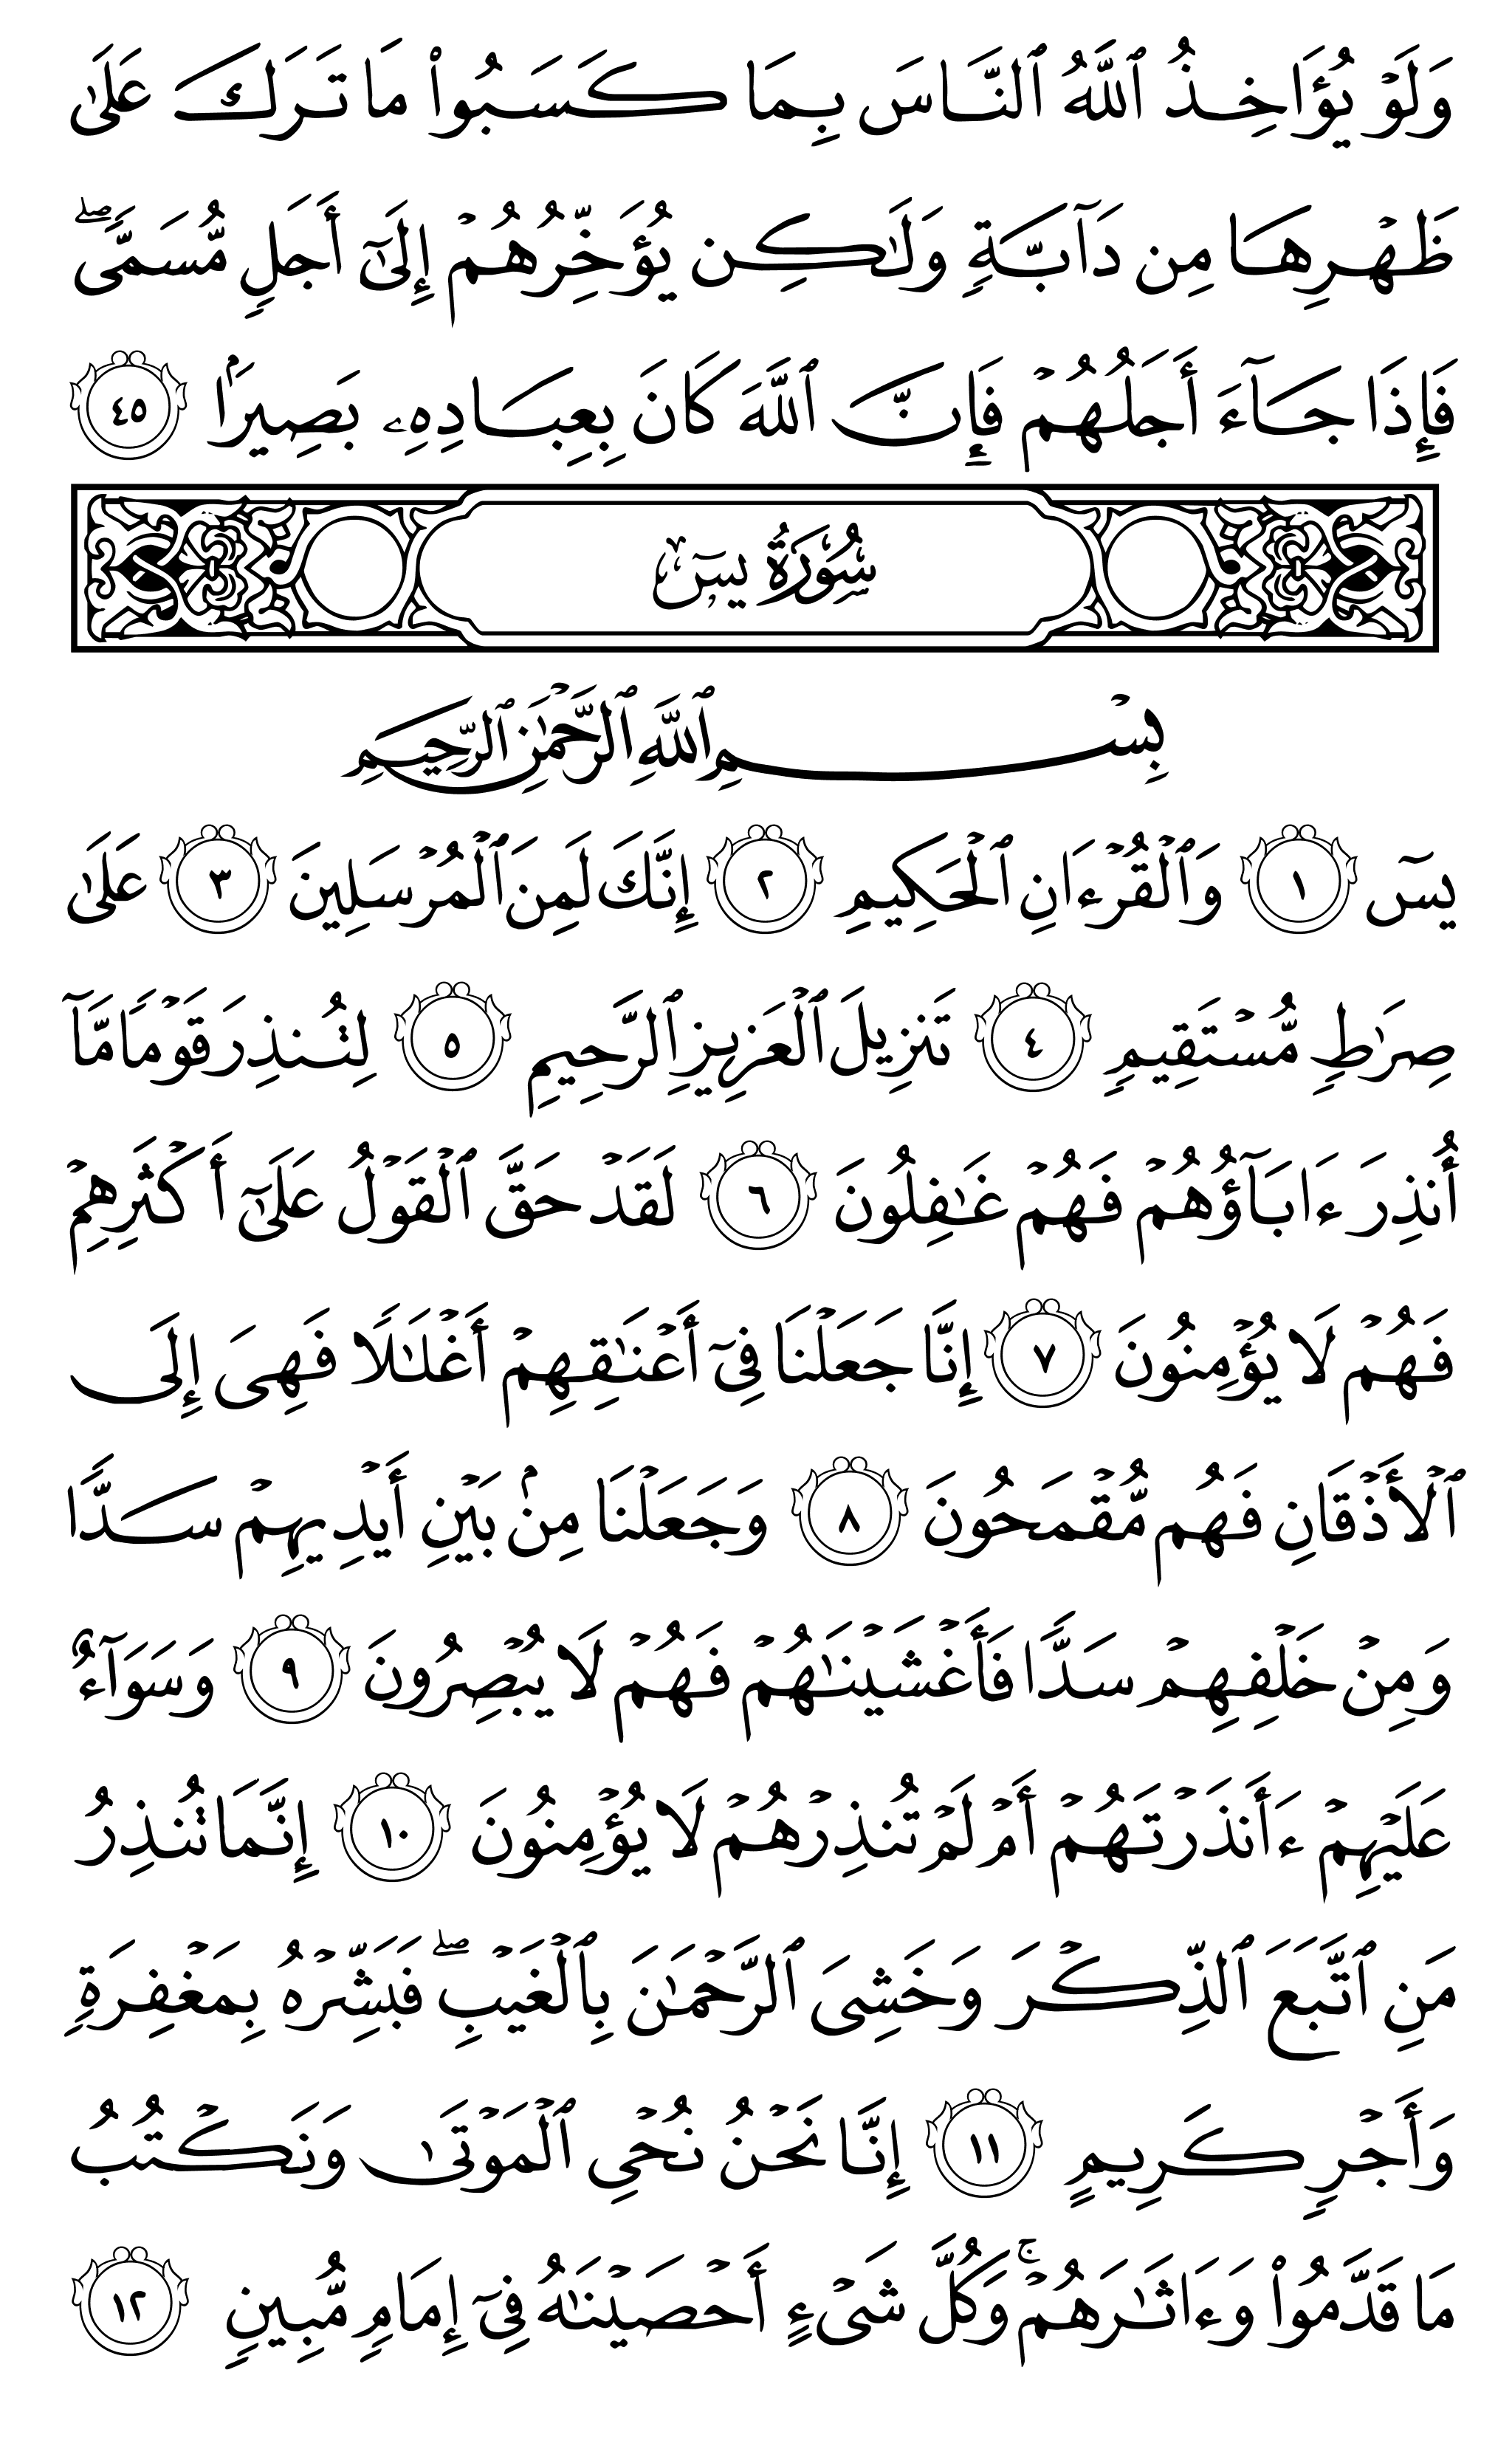 وَلَوۡ يُؤَاخِذُ ٱللَّهُ ٱلنَّاسَ بِمَا كَسَبُواْ مَا تَرَكَ عَلَىٰ
ظَهۡرِهَا مِن دَآبَّةٖ وَلَٰكِن يُؤَخِّرُهُمۡ إِلَىٰٓ أَجَلٖ مُّسَمّٗىۖ
فَإِذَا جَآءَ أَجَلُهُمۡ فَإِنَّ ٱللَّهَ كَانَ بِعِبَادِهِۦ بَصِيرَۢا ٤٥
سُورَةُ يسٓ
بِسۡمِ ٱللَّهِ ٱلرَّحۡمَٰنِ ٱلرَّحِيمِ
يسٓ ١ وَٱلۡقُرۡءَانِ ٱلۡحَكِيمِ ٢ إِنَّكَ لَمِنَ ٱلۡمُرۡسَلِينَ ٣ عَلَىٰ
صِرَٰطٖ مُّسۡتَقِيمٖ ٤ تَنزِيلَ ٱلۡعَزِيزِ ٱلرَّحِيمِ ٥ لِتُنذِرَ قَوۡمٗا مَّآ
أُنذِرَ ءَابَآؤُهُمۡ فَهُمۡ غَٰفِلُونَ ٦ لَقَدۡ حَقَّ ٱلۡقَوۡلُ عَلَىٰٓ أَكۡثَرِهِمۡ
فَهُمۡ لَا يُؤۡمِنُونَ ٧ إِنَّا جَعَلۡنَا فِيٓ أَعۡنَٰقِهِمۡ أَغۡلَٰلٗا فَهِيَ إِلَى
ٱلۡأَذۡقَانِ فَهُم مُّقۡمَحُونَ ٨ وَجَعَلۡنَا مِنۢ بَيۡنِ أَيۡدِيهِمۡ سَدّٗا
وَمِنۡ خَلۡفِهِمۡ سَدّٗا فَأَغۡشَيۡنَٰهُمۡ فَهُمۡ لَا يُبۡصِرُونَ ٩ وَسَوَآءٌ
عَلَيۡهِمۡ ءَأَنذَرۡتَهُمۡ أَمۡ لَمۡ تُنذِرۡهُمۡ لَا يُؤۡمِنُونَ ١٠ إِنَّمَا تُنذِرُ
مَنِ ٱتَّبَعَ ٱلذِّكۡرَ وَخَشِيَ ٱلرَّحۡمَٰنَ بِٱلۡغَيۡبِۖ فَبَشِّرۡهُ بِمَغۡفِرَةٖ
وَأَجۡرٖ كَرِيمٍ ١١ إِنَّا نَحۡنُ نُحۡيِ ٱلۡمَوۡتَىٰ وَنَكۡتُبُ
مَا قَدَّمُواْ وَءَاثَٰرَهُمۡۚ وَكُلَّ شَيۡءٍ أَحۡصَيۡنَٰهُ فِيٓ إِمَامٖ مُّبِينٖ ١٢